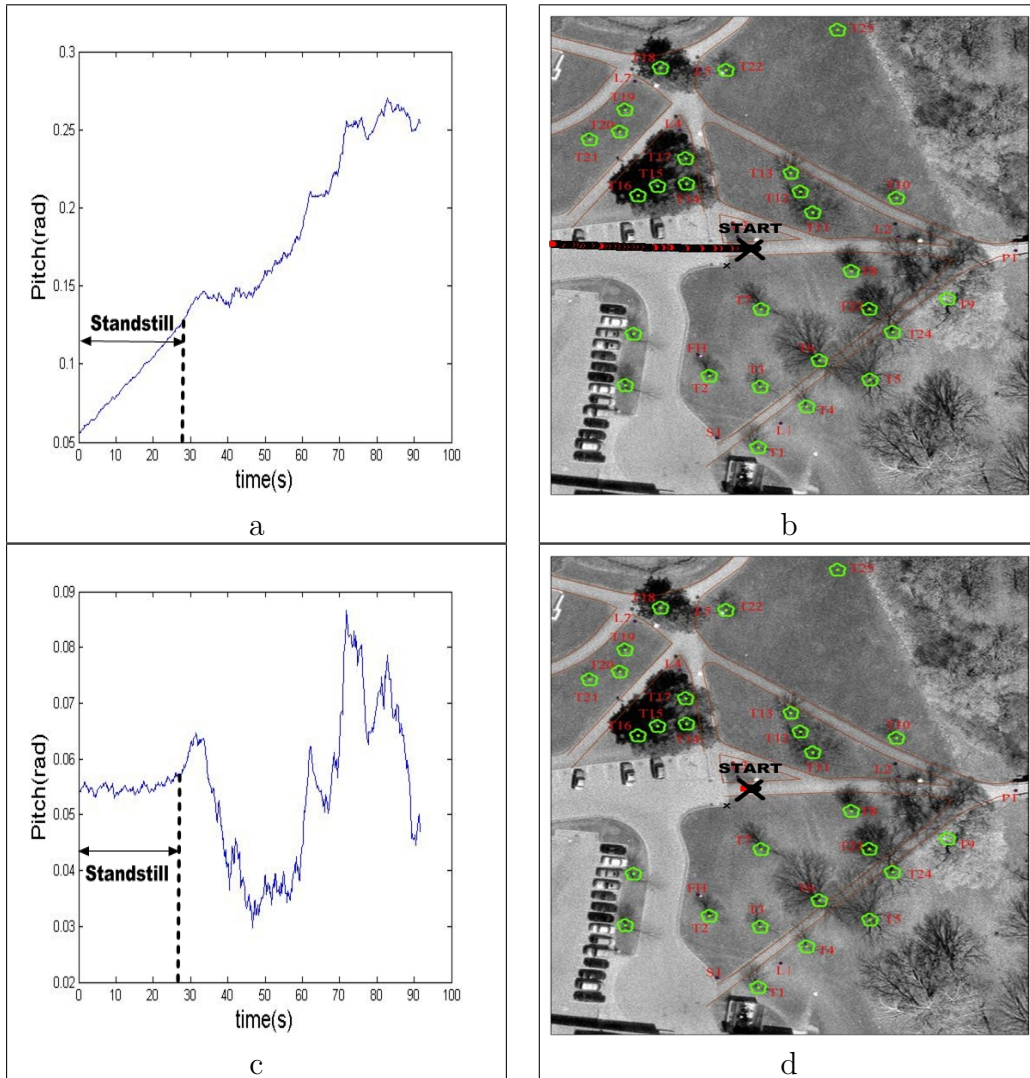 0.3
0.25
0.2
0.15
0.1
0.05
Pitch(rad)
Standstill
0 10 20 30 40 50 60 70 80 90 100
time(s)
a
T25
T18
L5
T22
L7
T19
L4
T20
T21
T17
T13
T15
T16
T12
T10
T11
L2
START
P1
T7
P9
T24
FH
T3
T2
T5
T4
S1
L1
T1
b
0.09
0.08
0.07
0.06
0.05
0.04
0.03
0.02
Pitch(rad)
Standstill
0 10 20 30 40 50 60 70 80 90 100
time(s)
c
T25
T18
L5
T22
L7
T19
L4
T20
T21
T17
T13
T15
T16
T12
T10
T11
L2
START
P1
T7
P9
T24
FH
T3
T2
T5
T4
S1
L1
T1
d